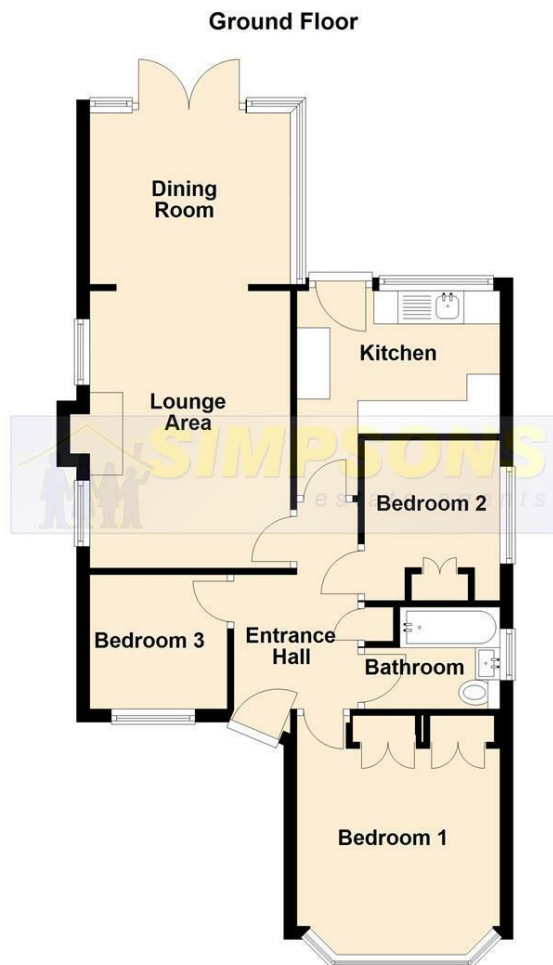 Ground Floor
Dining
Room
Kitchen
Lounge
Area
SIMPSONS
estate agents
Bedroom 2
Bedroom 3
Entrance
Hall
Bathroom
Bedroom 1